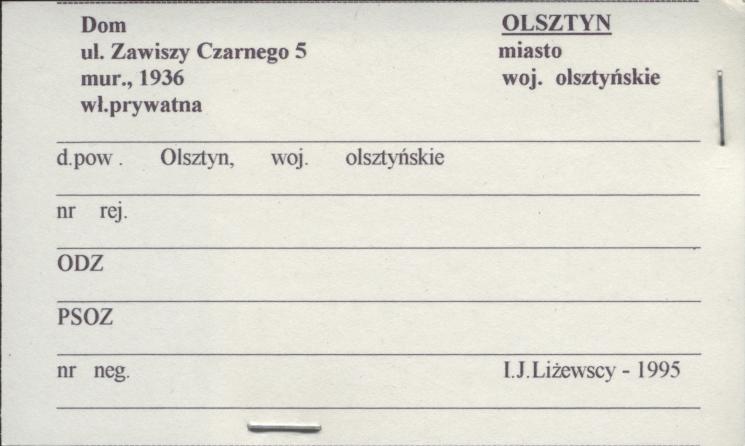 Dom
ul. Zawiszy Czarnego 5
mur., 1936
wł.prywatna
OLSZTYN
miasto
woj. olsztyńskie
d.pow . Olsztyn, woj. olsztyńskie
nr rej.
ODZ
PSOZ
nr neg. I.J.Liżewscy - 1995